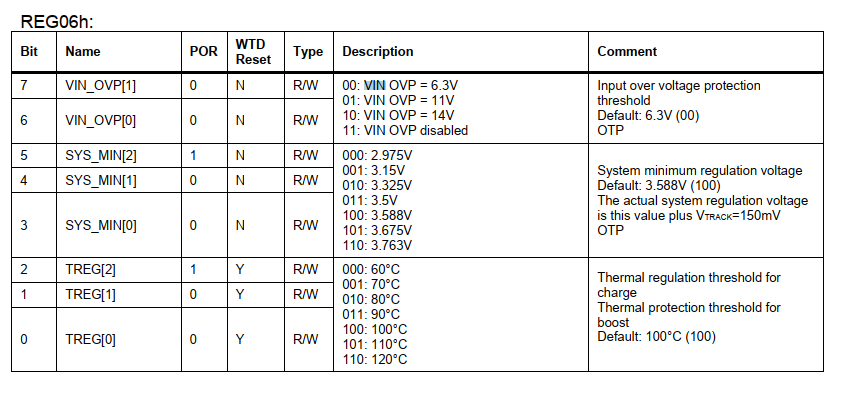 REG06h:
Bit Name POR WTD Reset Type Description Comment
7 VIN_OVP[1] 0 N R/W
6 VIN_OVP[0] 0 N R/W
00: VIN OVP = 6.3V
01: VIN OVP = 11V
10: VIN OVP = 14V
11: VIN OVP disabled
Input over voltage protection
threshold
Default: 6.3V (00)
OTP
5 SYS_MIN[2] 1 N R/W
4 SYS_MIN[1] 0 N R/W
3 SYS_MIN[0] 0 N R/W
000: 2.975V
001: 3.15V
010: 3.325V
011: 3.5V
100: 3.588V
101: 3.675V
110: 3.763V
System minimum regulation voltage
Default: 3.588V (100)
The actual system regulation voltage
is this value plus VTRACK=150mV
OTP
2 TREG[2] 1 Y R/W
1 TREG[1] 0 Y R/W
0 TREG[0] 0 Y R/W
000: 60°C
001: 70°C
010: 80°C
011: 90°C
100: 100°C
101: 110°C
110: 120°C
Thermal regulation threshold for
charge
Thermal protection threshold for
boost
Default: 100°C (100)